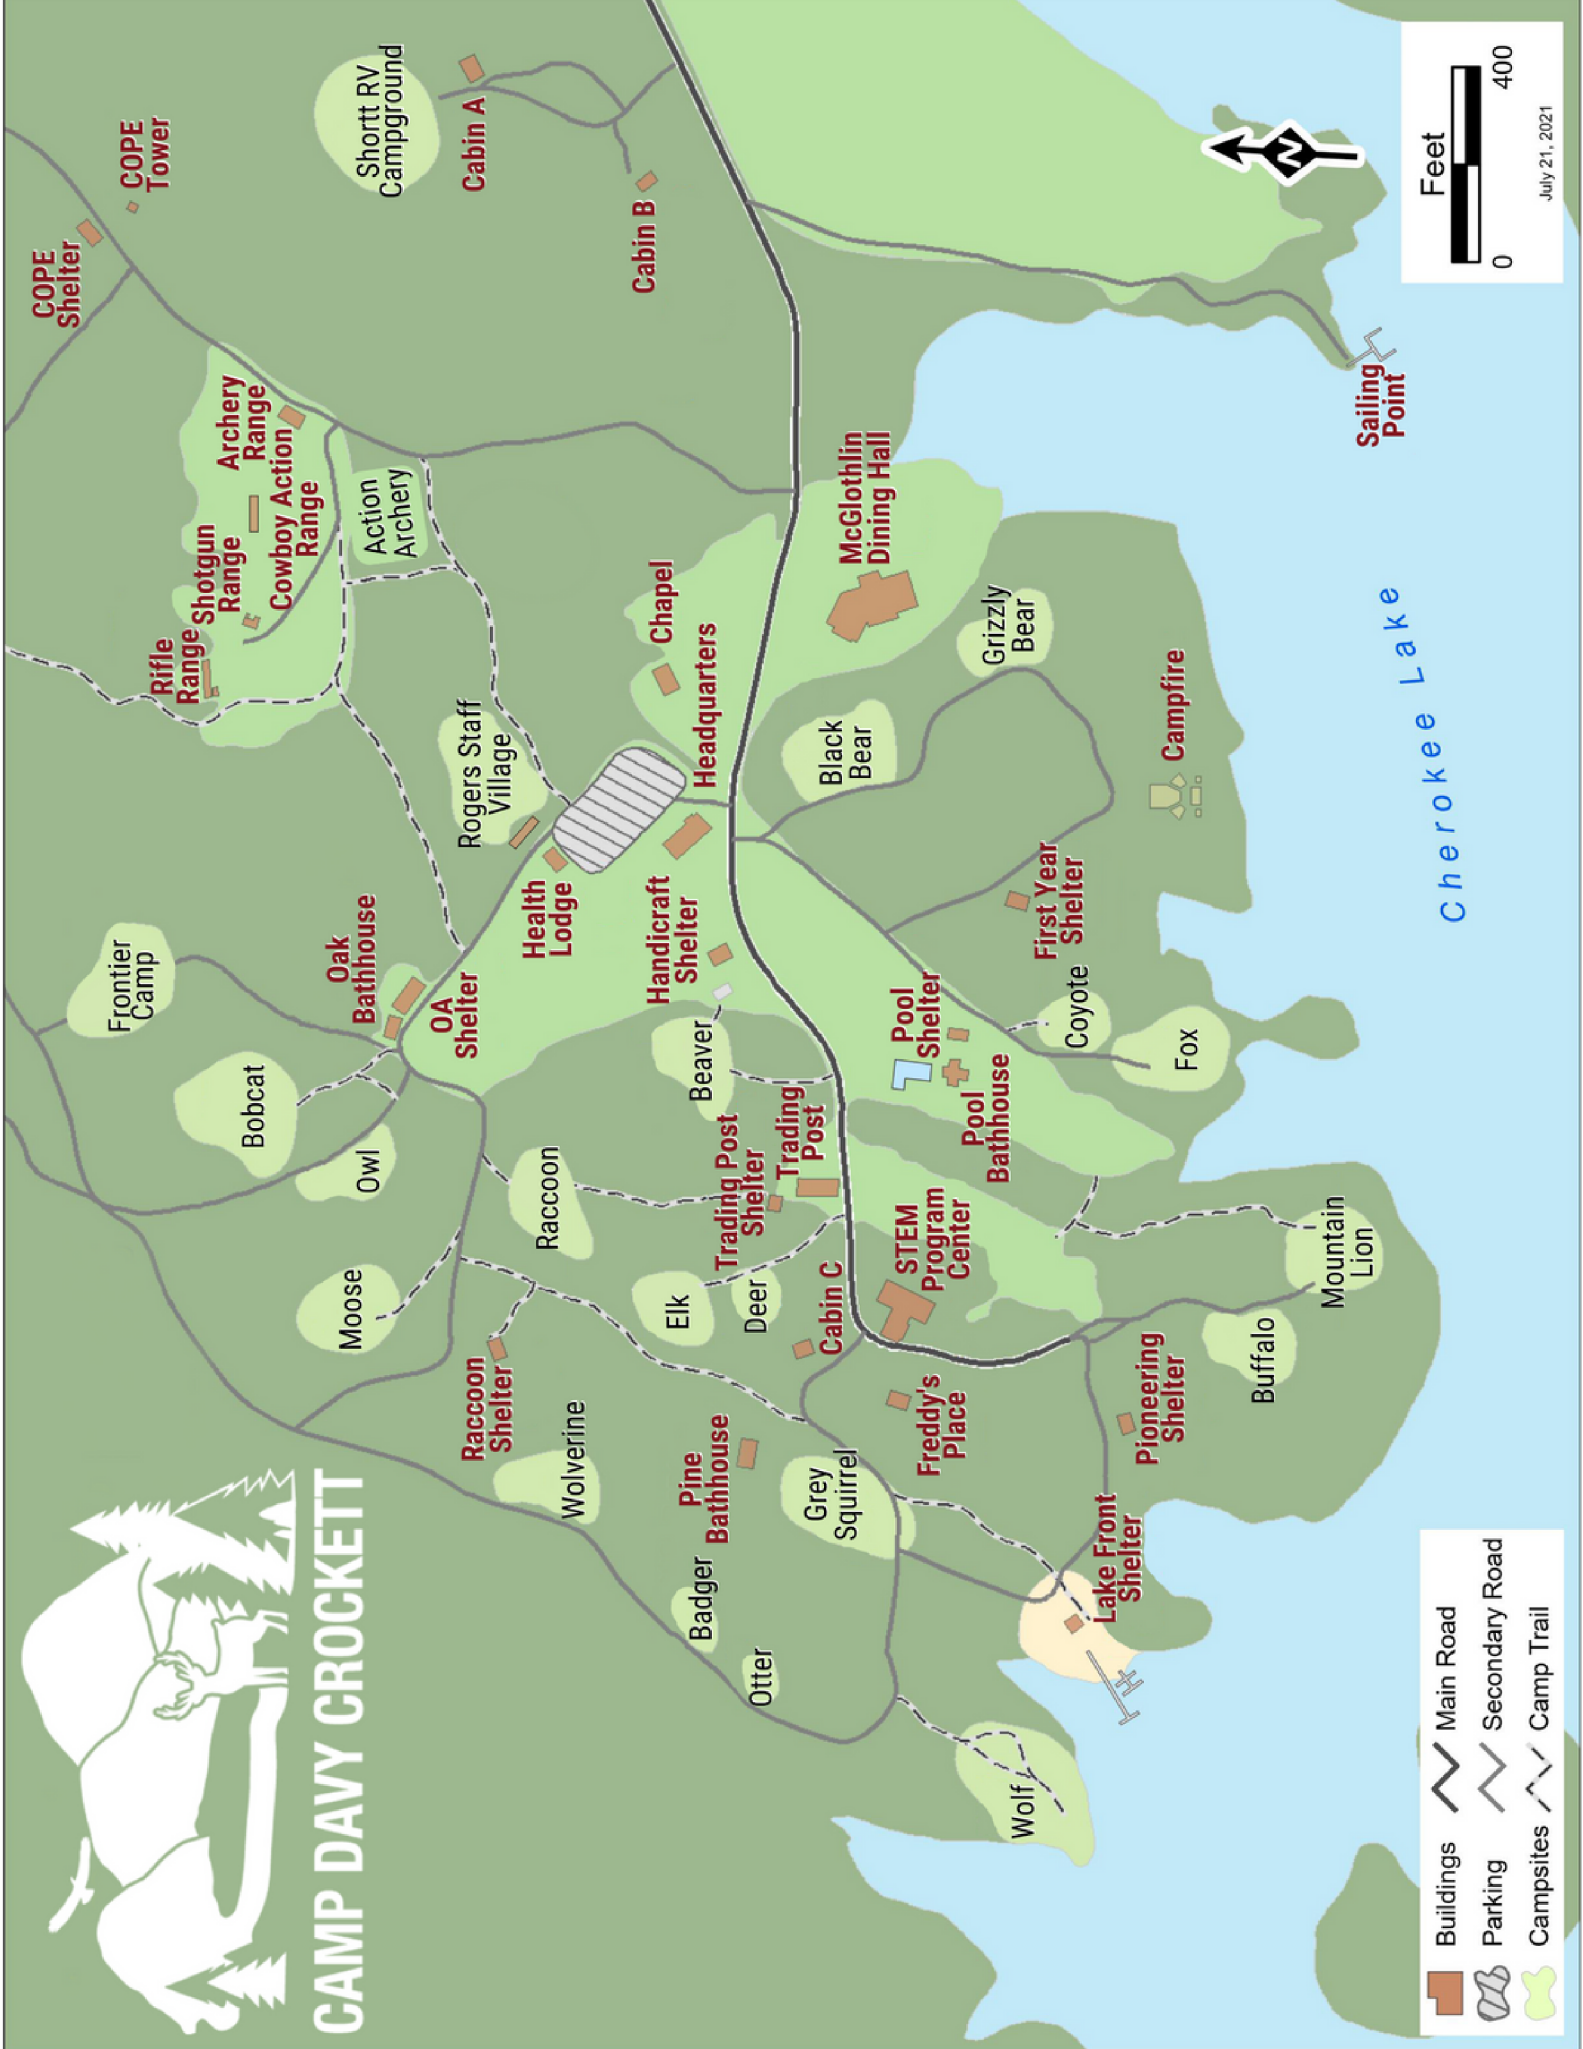 CAMP DAVY CROCKETT
Frontier
Camp
Bobcat
Owl
Moose
Oak
Bathhouse
OA
Shelter
Rifle
Range
Shotgun
Range
Cowboy Action
Range
Archery
Range
Action
Archery
COPE
Shelter
COPE
Tower
Shortt RV
Campground
Cabin A
Cabin B
Rogers Staff
Village
Health
Lodge
Chapel
Headquarters
Handicraft
Shelter
Raccoon
Raccoon
Shelter
Wolverine
Beaver
Trading Post
Shelter
Trading
Post
Elk
Deer
Cabin C
Pine
Bathhouse
Badger
Otter
Grey
Squirrel
Freddy's
Place
STEM
Program
Center
Pool
Shelter
Pool
Bathhouse
McGlothlin
Dining Hall
Black
Bear
Grizzly
Bear
First Year
Shelter
Coyote
Fox
Campfire
Wolf
Lake Front
Shelter
Pioneering
Shelter
Buffalo
Mountain
Lion
Sailing
Point
Cherokee Lake
Buildings
Parking
Campsites
Main Road
Secondary Road
Camp Trail
N
Feet
0 400
July 21, 2021